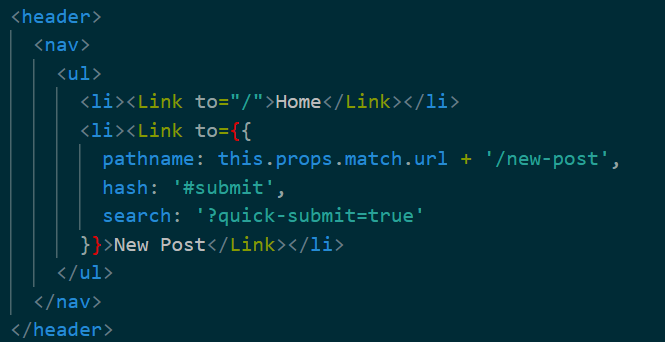 <header>
  <nav>
    <ul>
      <li><Link to="/">Home</Link></li>
      <li><Link to={{
        pathname: this.props.match.url + '/new-post',
        hash: '#submit',
        search: '?quick-submit=true'
      }}>New Post</Link></li>
    </ul>
  </nav>
</header>